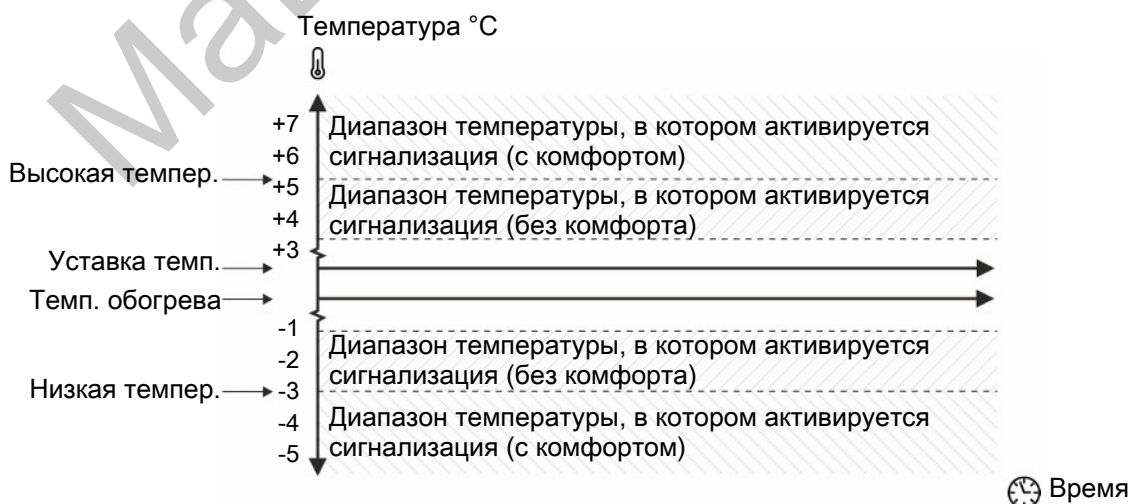 Температура °C
+7
Диапазон температуры, в котором активируется
+6
сигнализация (с комфортом)
Высокая темпер.
+5
Диапазон температуры, в котором активируется
+4
сигнализация (без комфорта)
+3
Уставка темп.
Темп. обогрева
-1
Диапазон температуры, в котором активируется
-2
сигнализация (без комфорта)
Низкая темпер.
-3
-4
Диапазон температуры, в котором активируется
-5
сигнализация (с комфортом)
Время